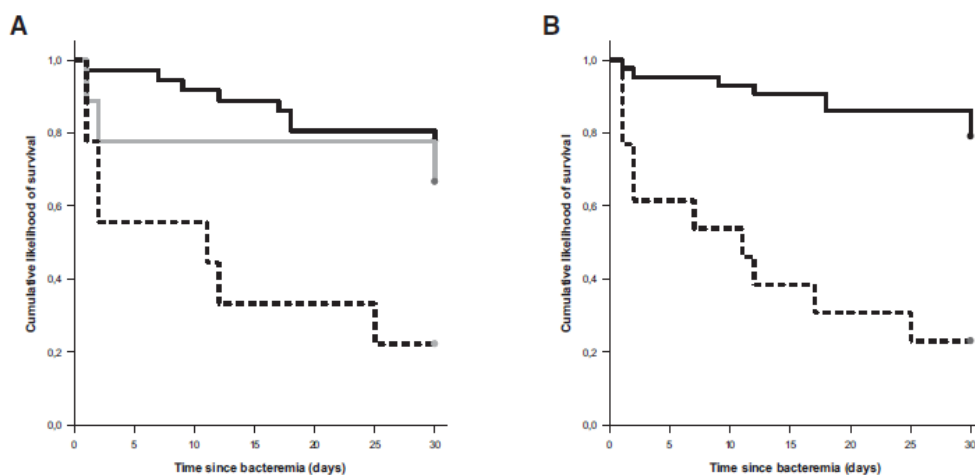 A
Cumulative likelihood of survival
1,0
0,8
0,6
0,4
0,2
0,0
0 5 10 15 20 25 30
Time since bacteremia (days)
B
Cumulative likelihood of survival
1,0
0,8
0,6
0,4
0,2
0,0
0 5 10 15 20 25 30
Time since bacteremia (days)